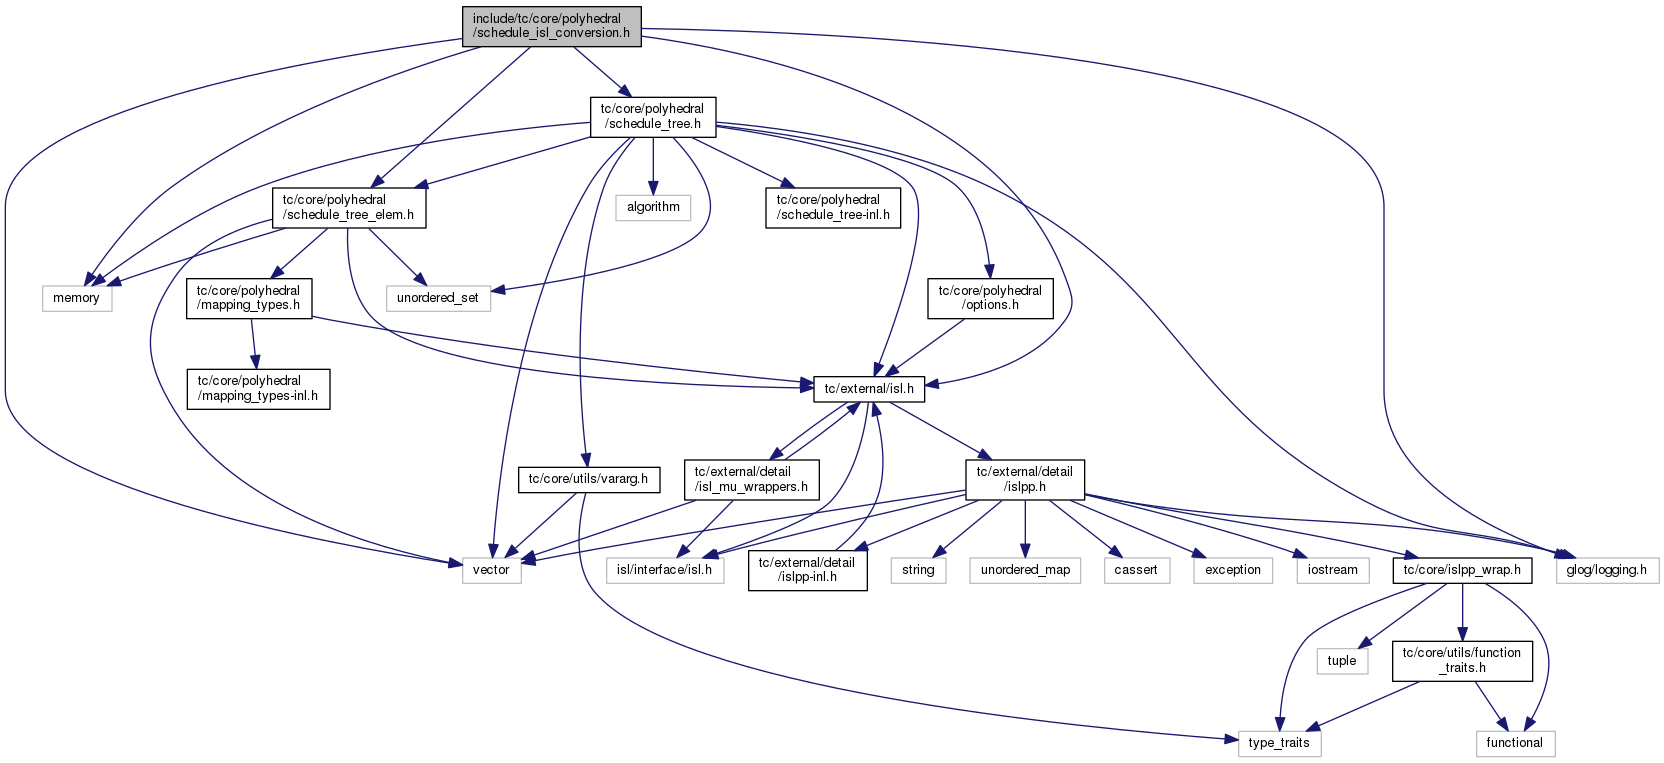 include/tc/core/polyhedral
/schedule_isl_conversion.h
tc/core/polyhedral
/schedule_tree.h
tc/core/polyhedral
/schedule_tree_elem.h
algorithm
tc/core/polyhedral
/schedule_tree-inl.h
memory
tc/core/polyhedral
/mapping_types.h
unordered_set
tc/core/polyhedral
/options.h
tc/core/polyhedral
/mapping_types-inl.h
tc/external/isl.h
tc/core/utils/vararg.h
tc/external/detail
/isl_mu_wrappers.h
tc/external/detail
/islpp.h
vector
isl/interface/isl.h
tc/external/detail
/islpp-inl.h
string
unordered_map
cassert
exception
iostream
tc/core/islpp_wrap.h
glog/logging.h
tuple
tc/core/utils/function
_traits.h
type_traits
functional